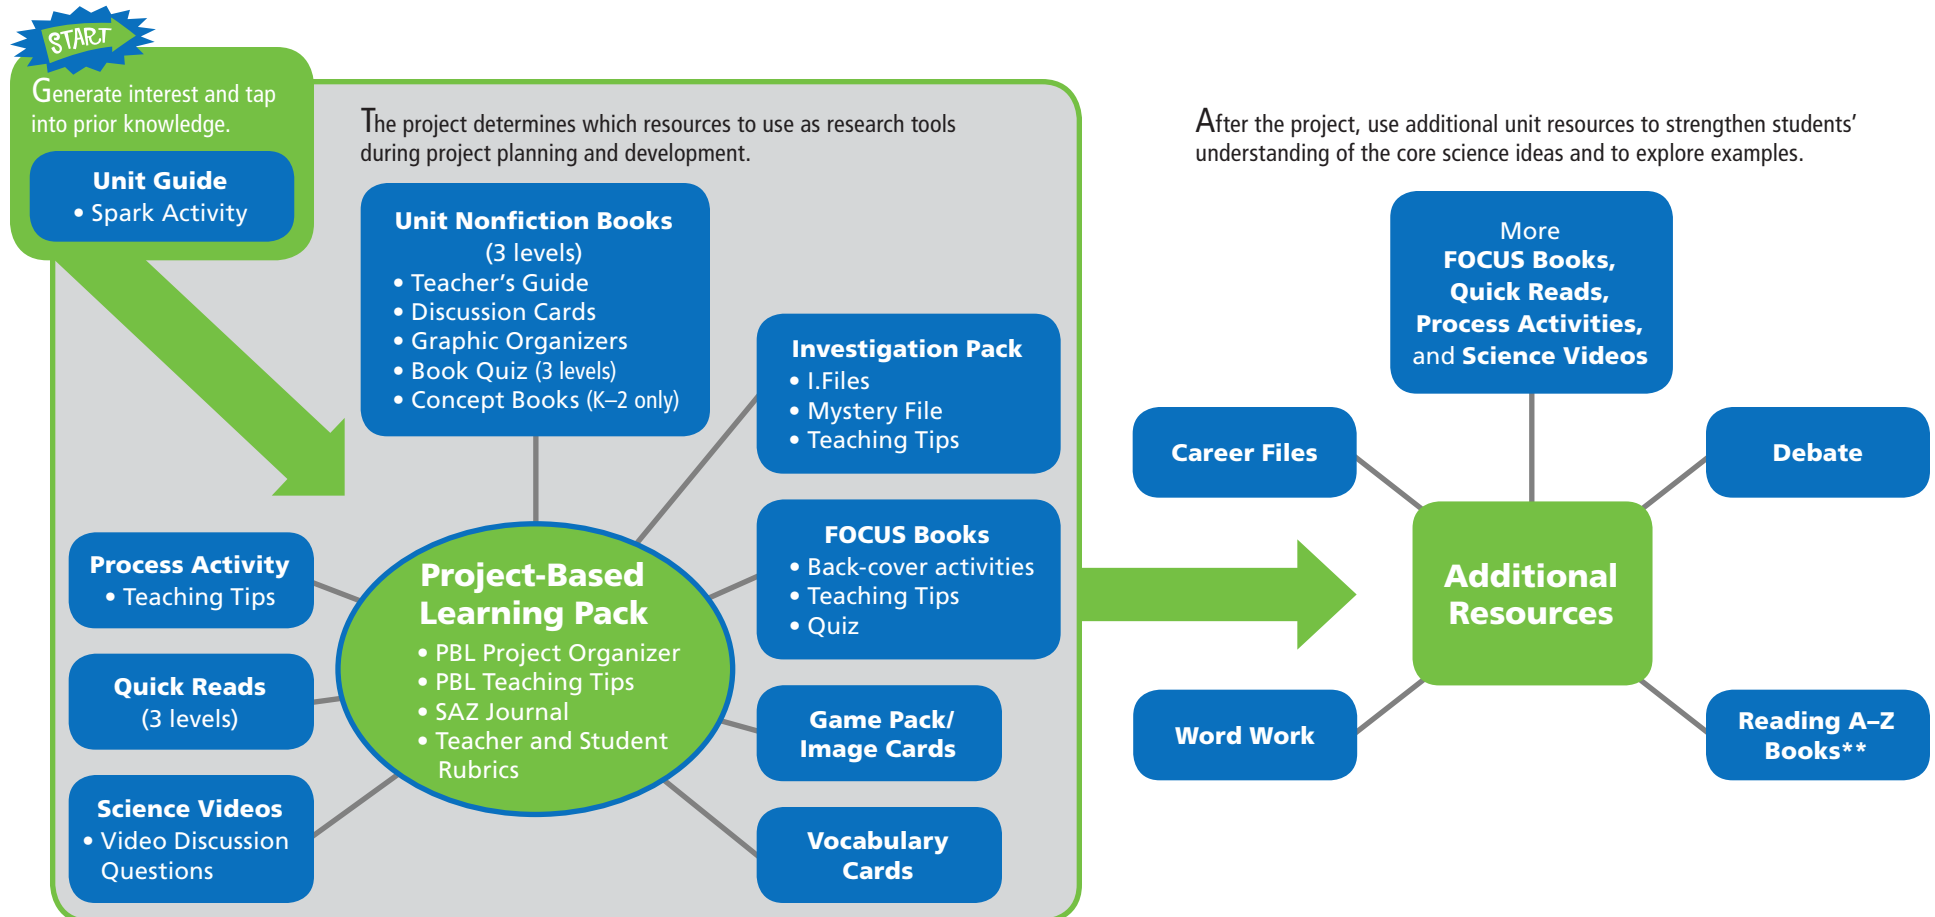 START
Generate interest and tap
into prior knowledge.
Unit Guide
• Spark Activity
The project determines which resources to use as research tools
during project planning and development.
Unit Nonfiction Books
(3 levels)
• Teacher’s Guide
• Discussion Cards
• Graphic Organizers
• Book Quiz (3 levels)
• Concept Books (K–2 only)
Investigation Pack
• I.Files
• Mystery File
• Teaching Tips
FOCUS Books
• Back-cover activities
• Teaching Tips
• Quiz
Game Pack/
Image Cards
Vocabulary
Cards
Process Activity
• Teaching Tips
Quick Reads
(3 levels)
Science Videos
• Video Discussion
Questions
Project-Based
Learning Pack
• PBL Project Organizer
• PBL Teaching Tips
• SAZ Journal
• Teacher and Student
Rubrics
After the project, use additional unit resources to strengthen students’
understanding of the core science ideas and to explore examples.
More
FOCUS Books,
Quick Reads,
Process Activities,
and Science Videos
Career Files
Debate
Additional
Resources
Word Work
Reading A–Z
Books**